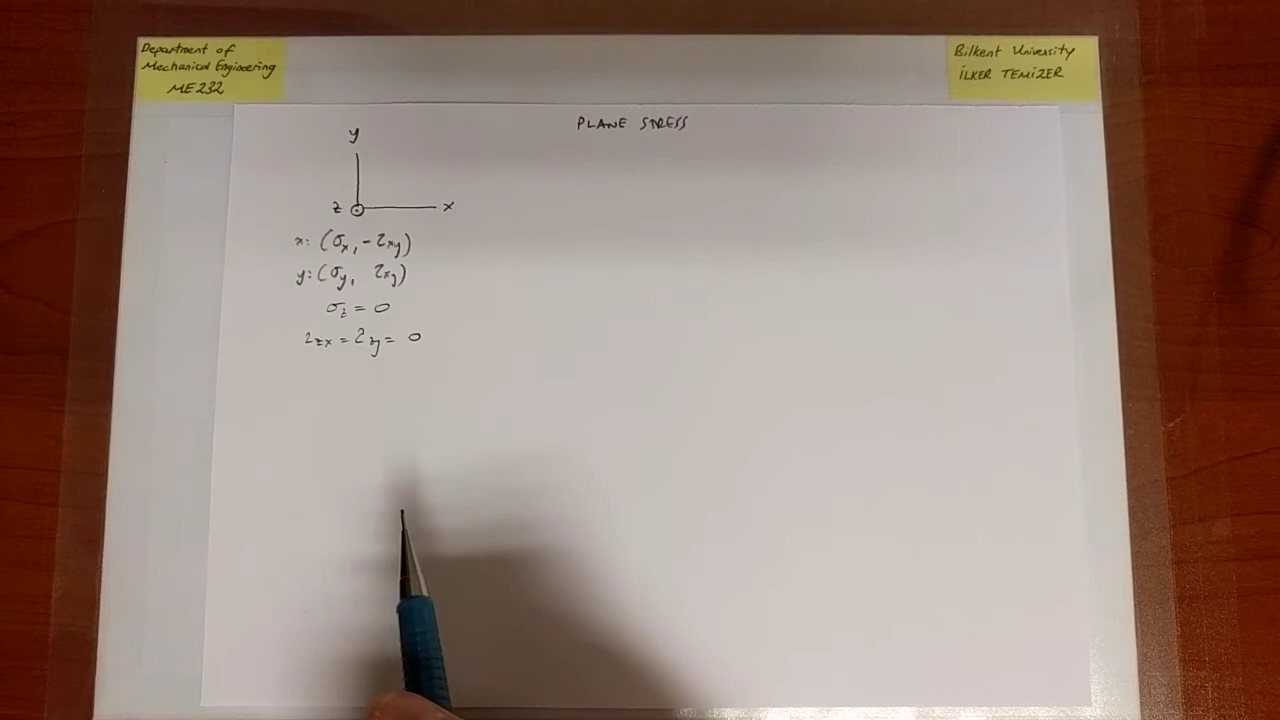 Department of
Mechanical Engineering
ME232
Bilkent University
İLKER TEMİZER
PLANE STRESS
y
z x
x: (σx, -τxy)
y: (σy, τxy)
σz = 0
τzx = τzy = 0